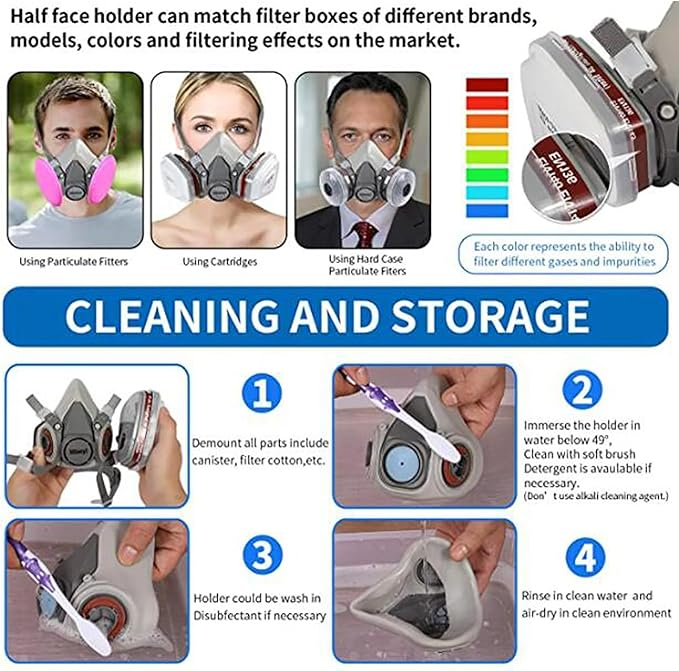 Half face holder can match filter boxes of different brands,
models, colors and filtering effects on the market.
Using Particulate Fitters
Using Cartridges
Using Hard Case
Particulate Fiters
Each color represents the ability to
filter different gases and impurities
CLEANING AND STORAGE
1
Demount all parts include
canister, filter cotton,etc.
2
Immerse the holder in
water below 49°,
Clean with soft brush
Detergent is avaulable if
necessary.
(Don't use alkali cleaning agent.)
3
Holder could be wash in
Disubfectant if necessary
4
Rinse in clean water and
air-dry in clean environment